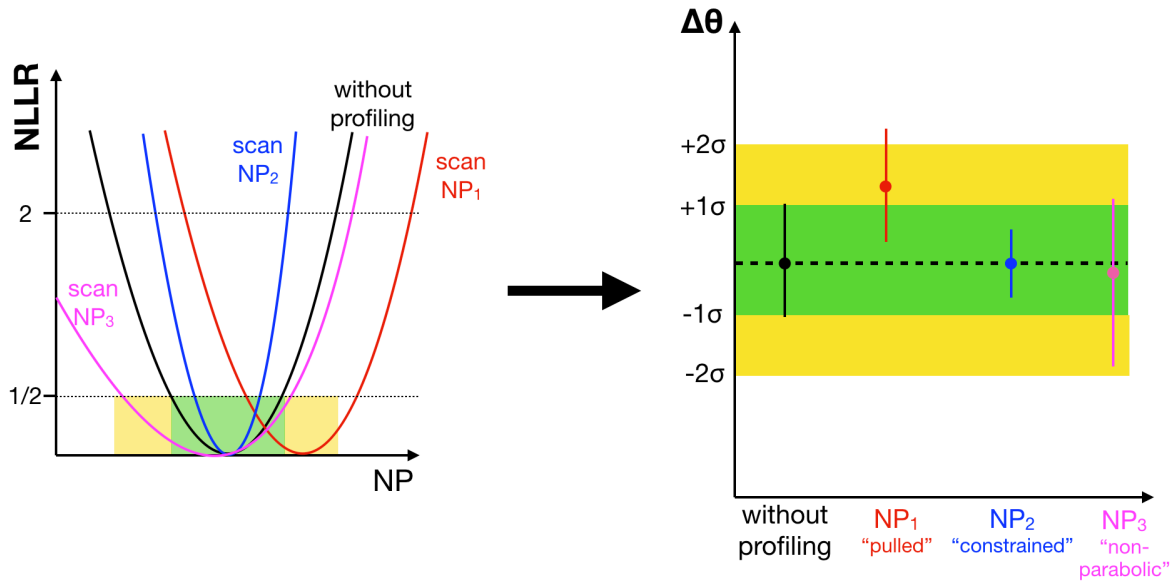 NLLR
without
profiling
scan
NP₂
scan
NP₁
2
scan
NP₃
1/2
NP
Δθ
+2σ
+1σ
-1σ
-2σ
without
profiling
NP₁
“pulled”
NP₂
“constrained”
NP₃
“non-
parabolic”